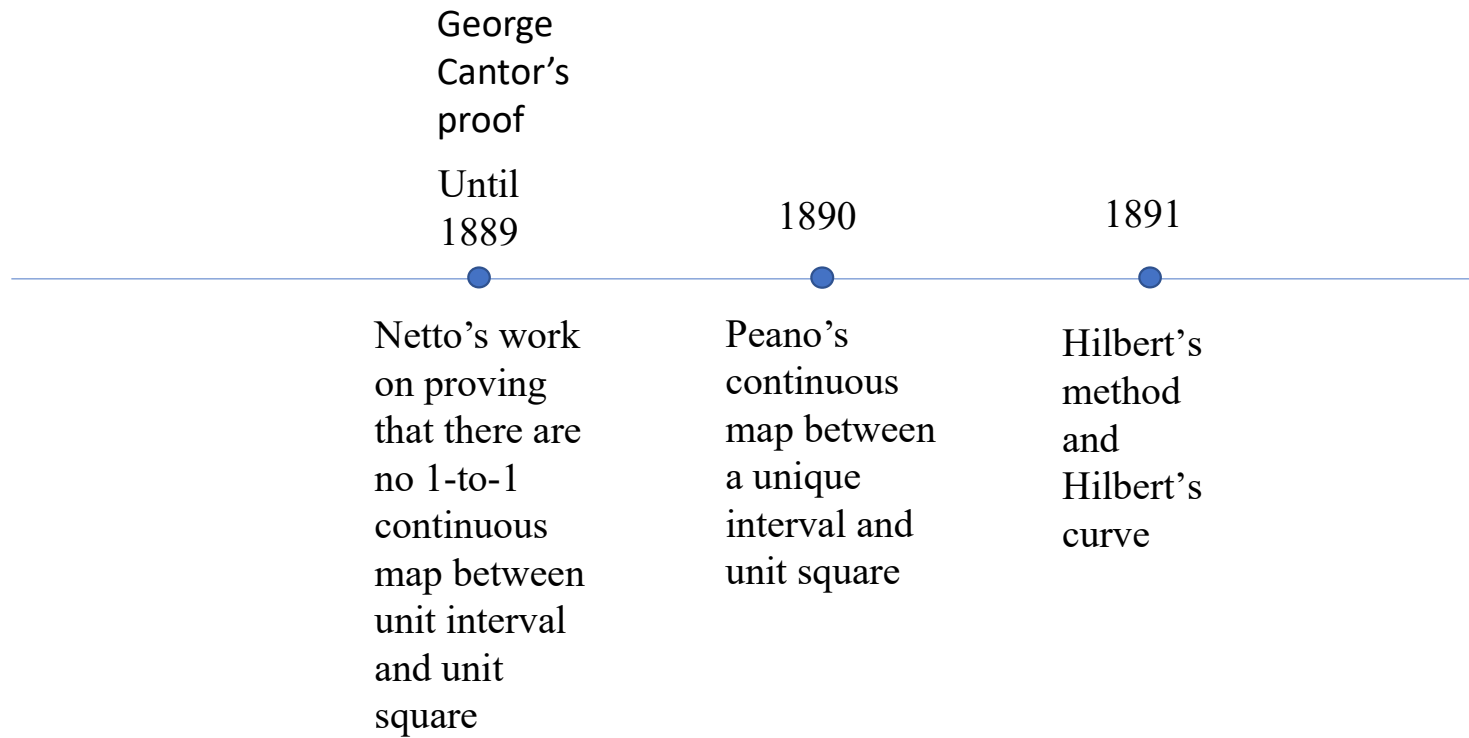 George
Cantor’s
proof
Until
1889
1890
1891
Netto’s work
on proving
that there are
no 1-to-1
continuous
map between
unit interval
and unit
square
Peano’s
continuous
map between
a unique
interval and
unit square
Hilbert’s
method
and
Hilbert’s
curve